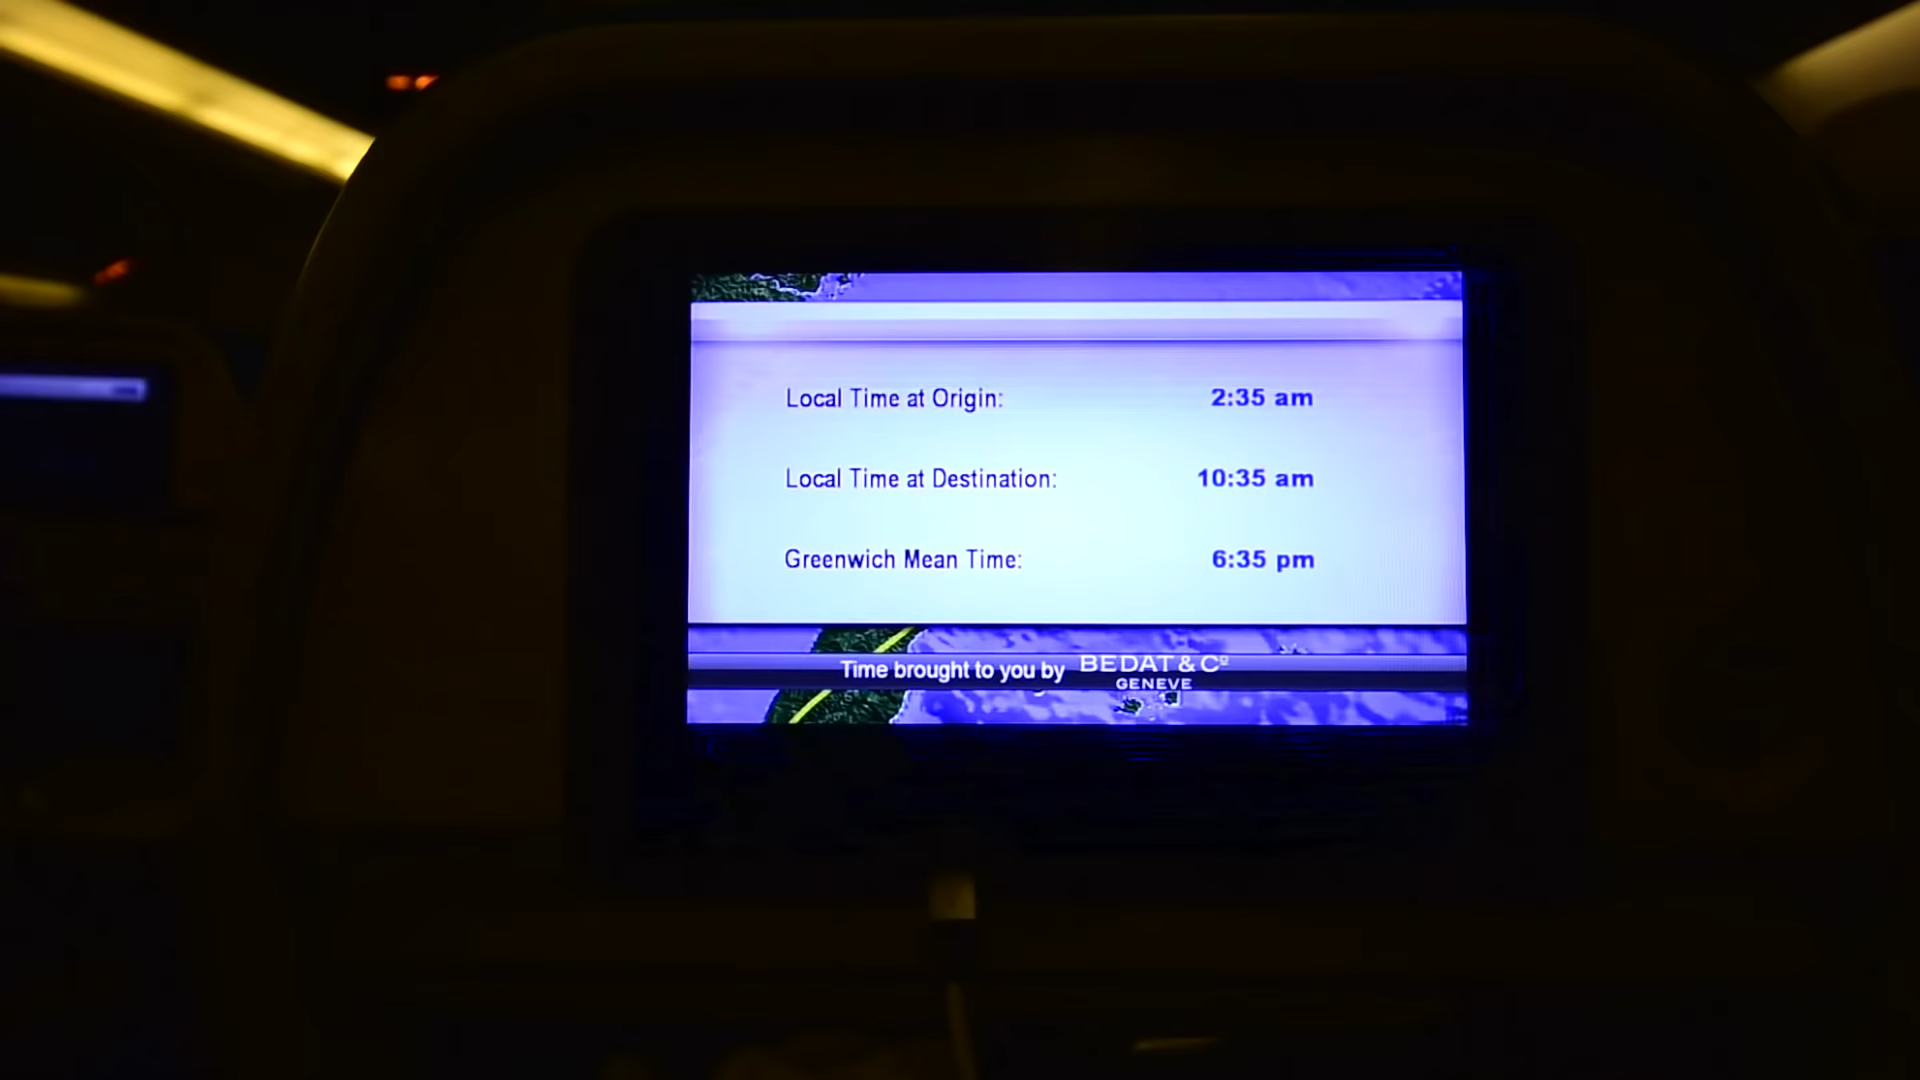 Local Time at Origin: 2:35 am
Local Time at Destination: 10:35 am
Greenwich Mean Time: 6:35 pm
Time brought to you by BEDAT & Cº
GENEVE